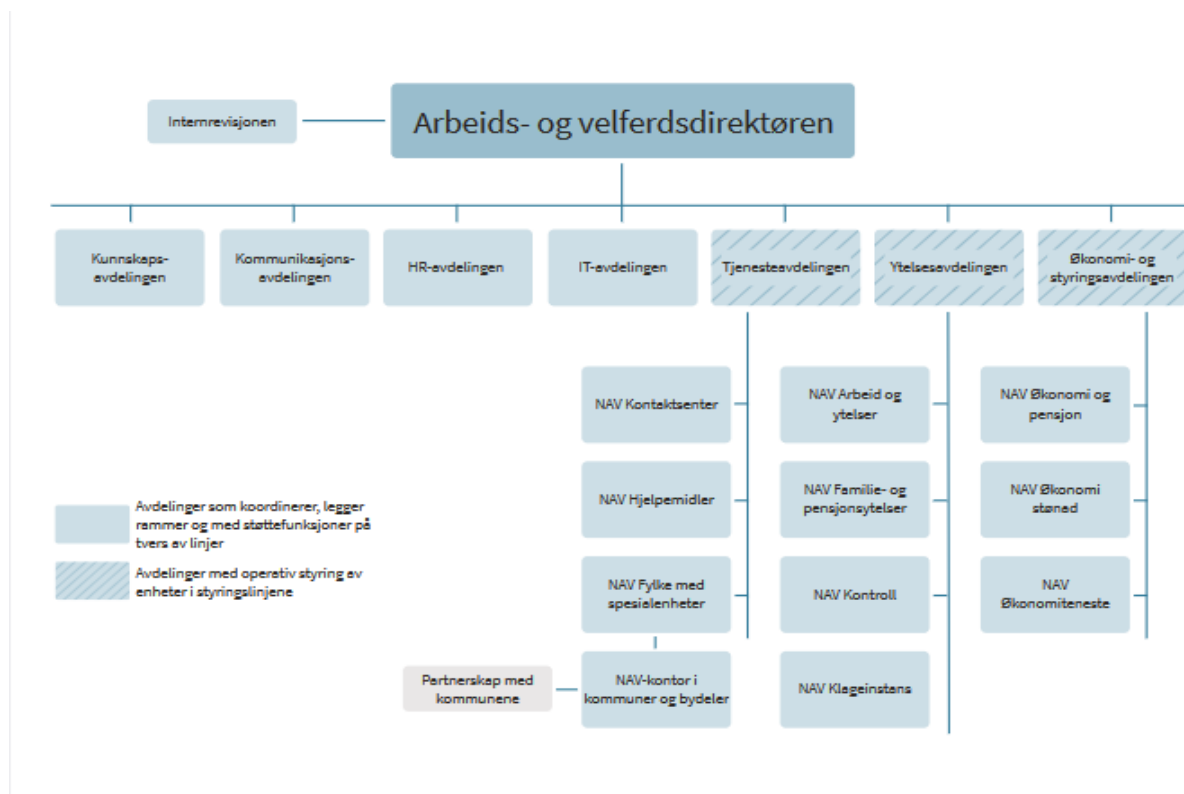 Internrevisjonen
Arbeids- og velferdsdirektøren
Kunnskaps-
avdelingen
Kommunikasjons-
avdelingen
HR-avdelingen
IT-avdelingen
Tjenesteavdelingen
Ytelsesavdelingen
Økonomi- og
styringsavdelingen
NAV Kontaktsenter
NAV Arbeid og
ytelser
NAV Økonomi og
pensjon
NAV Hjelpemidler
NAV Familie- og
pensjonsytelser
NAV Økonomi
stønad
NAV Fylke med
spesialenheter
NAV Kontroll
NAV
Økonomiteneste
Partnerskap med
kommunene
NAV-kontor i
kommuner og bydeler
NAV Klageinstans
Avdelinger som koordinerer, legger
rammer og med støttefunksjoner på
tvers av linjer
Avdelinger med operativ styring av
enheter i styringslinjene